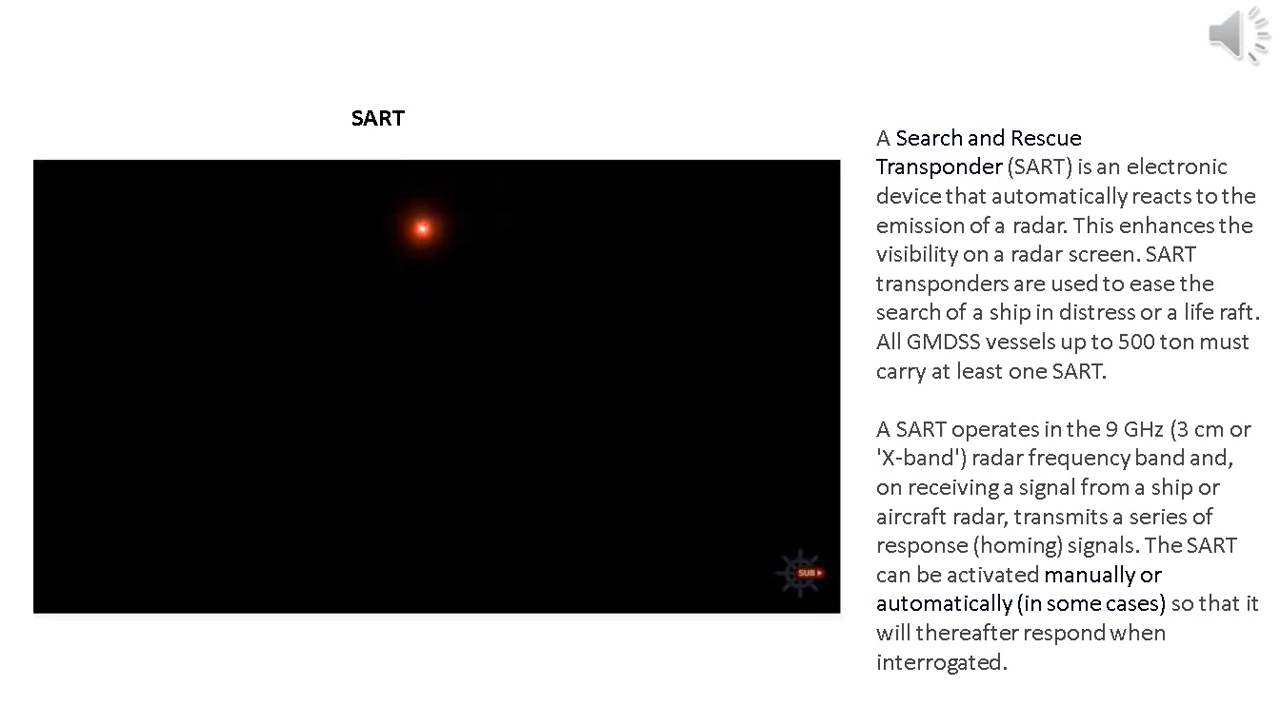 SART
A Search and Rescue
Transponder (SART) is an electronic
device that automatically reacts to the
emission of a radar. This enhances the
visibility on a radar screen. SART
transponders are used to ease the
search of a ship in distress or a life raft.
All GMDSS vessels up to 500 ton must
carry at least one SART.
A SART operates in the 9 GHz (3 cm or
'X-band') radar frequency band and,
on receiving a signal from a ship or
aircraft radar, transmits a series of
response (homing) signals. The SART
can be activated manually or
automatically (in some cases) so that it
will thereafter respond when
interrogated.
SUB